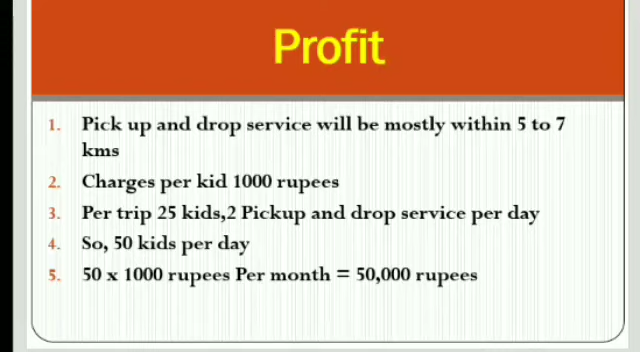 Profit
1. Pick up and drop service will be mostly within 5 to 7
kms
2. Charges per kid 1000 rupees
3. Per trip 25 kids,2 Pickup and drop service per day
4. So, 50 kids per day
5. 50 x 1000 rupees Per month = 50,000 rupees